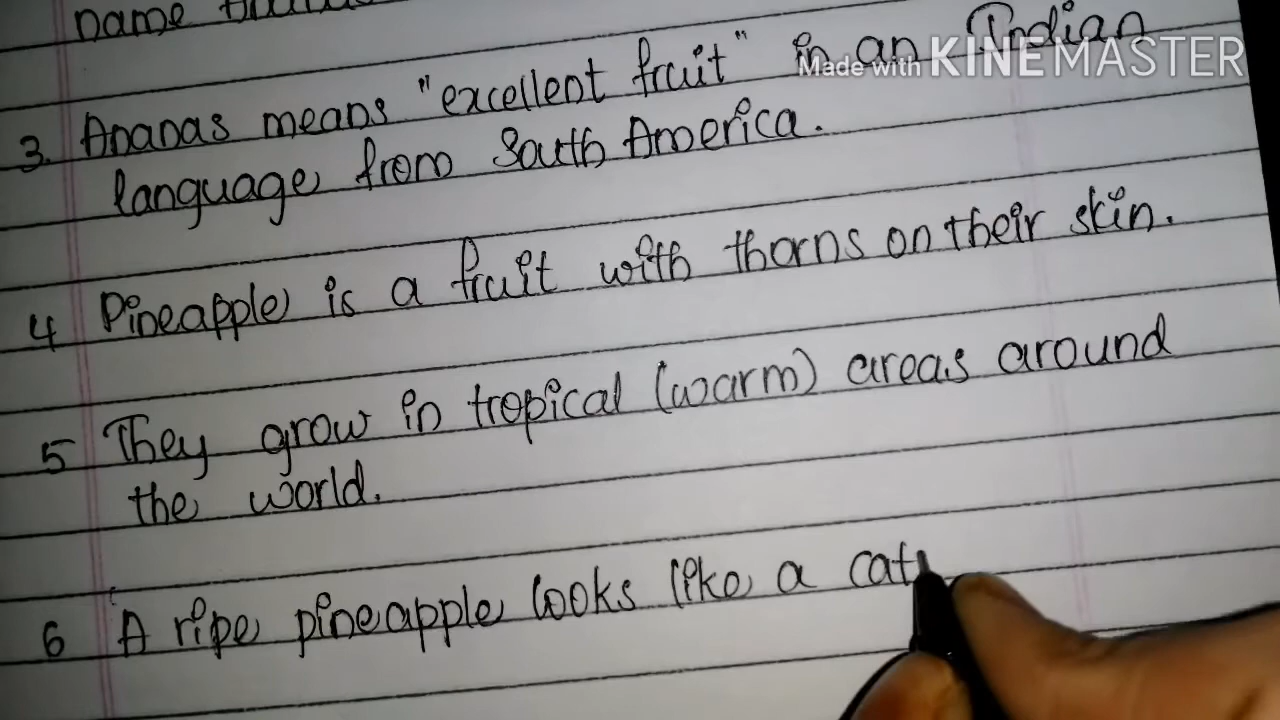 name
3. Ananas means "excellent fruit" in an Indian
Made with KINEMASTER
language from South America.
4 Pineapple is a fruit with thorns on their skin.
5 They grow in tropical (warm) areas around
the world.
6 A ripe pineapple looks like a cat